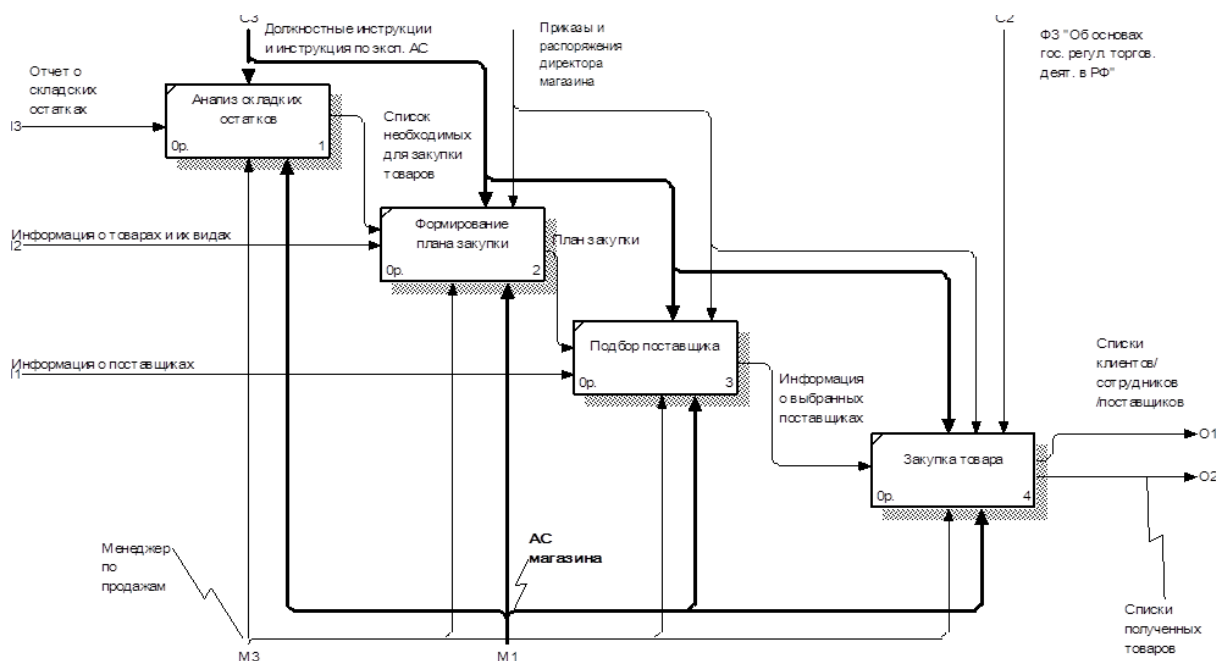 C3
Должностные инструкции
и инструкция по эксп. АС
Приказы и
распоряжения
директора
магазина
C2
ФЗ "Об основах
гос. регул. торгов.
деят. в РФ"
Отчет о
складских
остатках
I3
Анализ складких
остатков
0р.
1
Список
необходимых
для закупки
товаров
Информация о товарах и их видах
I2
Формирование
плана закупки
0р.
2
План закупки
Информация о поставщиках
I1
Подбор поставщика
0р.
3
Информация
о выбранных
поставщиках
Списки
клиентов/
сотрудников
/поставщиков
O1
Закупка товара
0р.
4
O2
Менеджер
по
продажам
АС
магазина
Списки
полученных
товаров
M3
M1